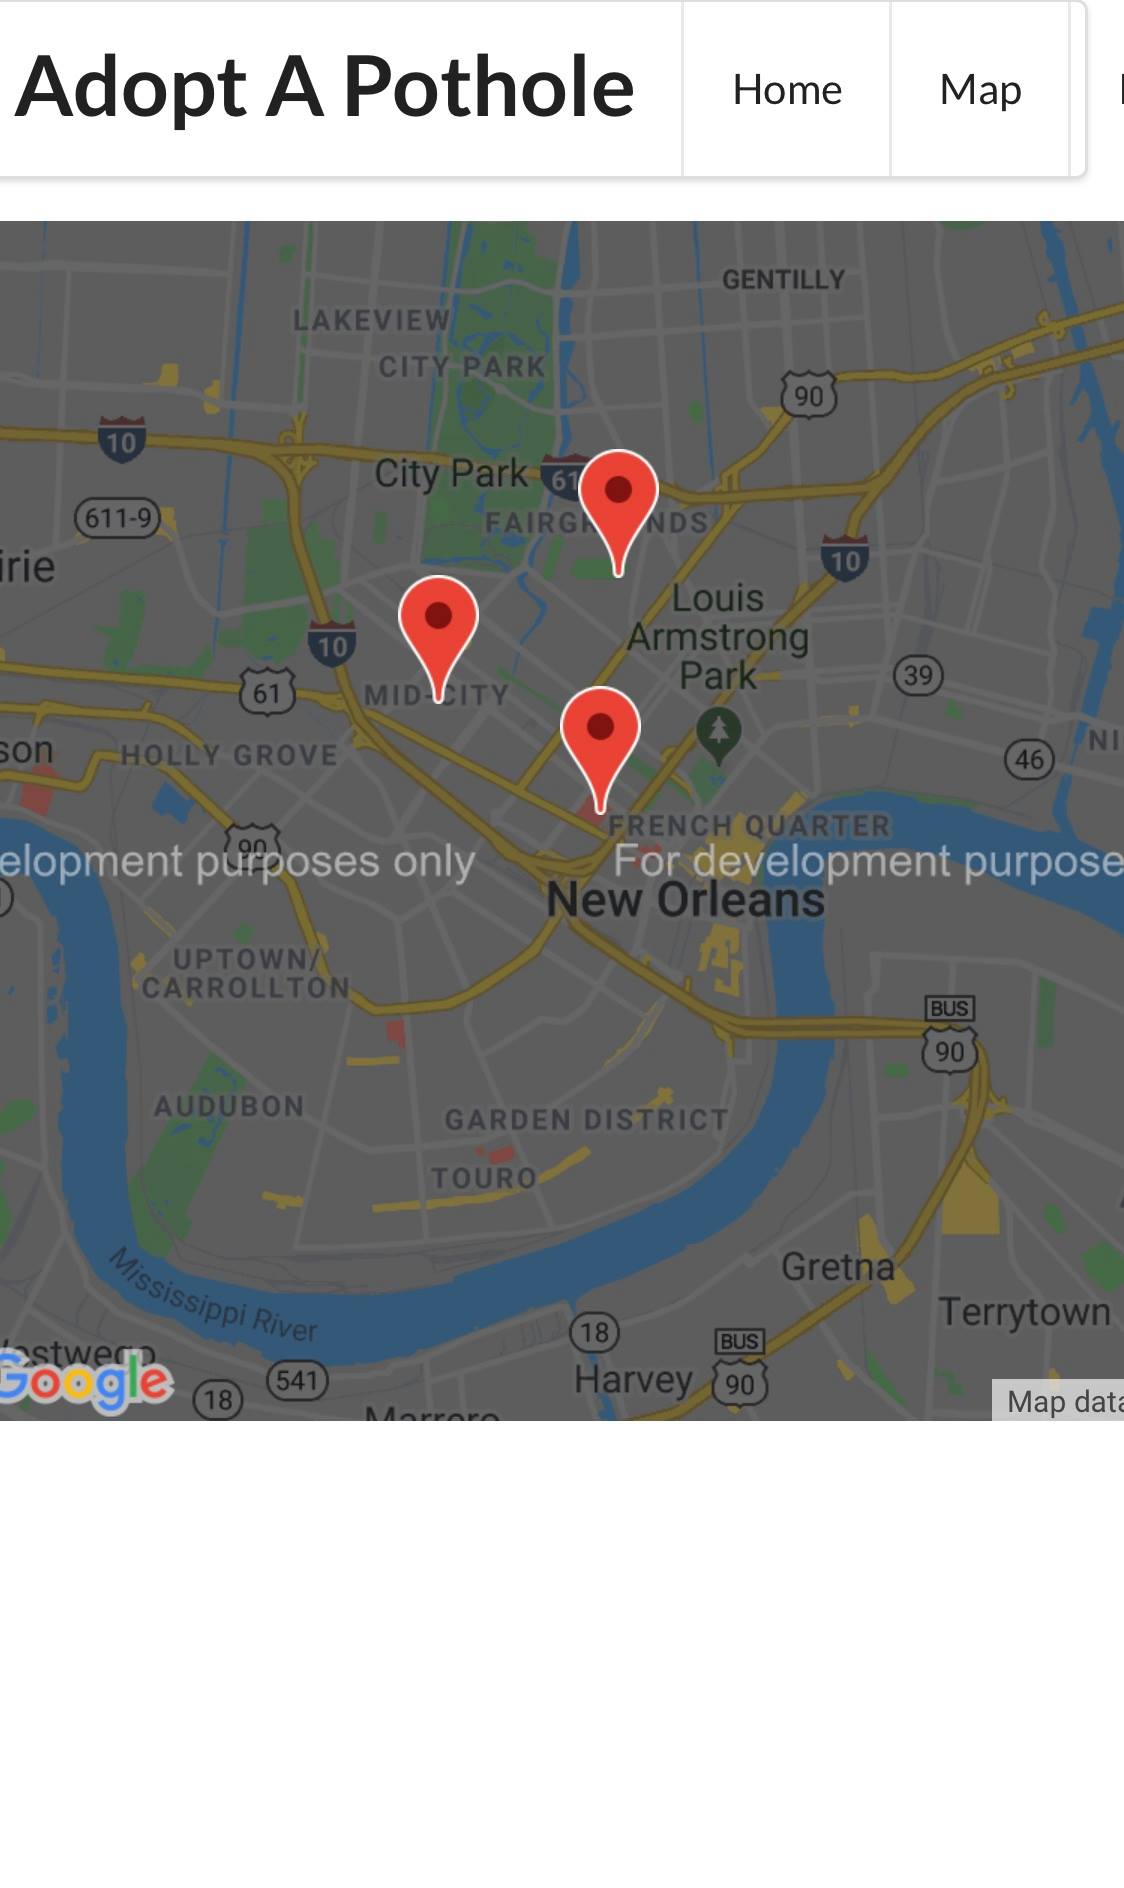 Adopt A Pothole
Home
Map
GENTILLY
LAKEVIEW
CITY PARK
90
10
City Park
61
611-9
FAIRGR NDS
10
irie
Louis
Armstrong
Park
10
39
61
MID-CITY
son
HOLLY GROVE
NI
46
FRENCH QUARTER
90
elopment purposes only
For development purpose
New Orleans
UPTOWN/
CARROLLTON
BUS
90
AUDUBON
GARDEN DISTRICT
TOURO
Mississippi River
Gretna
Terrytown
18
BUS
90
estwego
Google
541
Harvey
18
Map data
Marrero